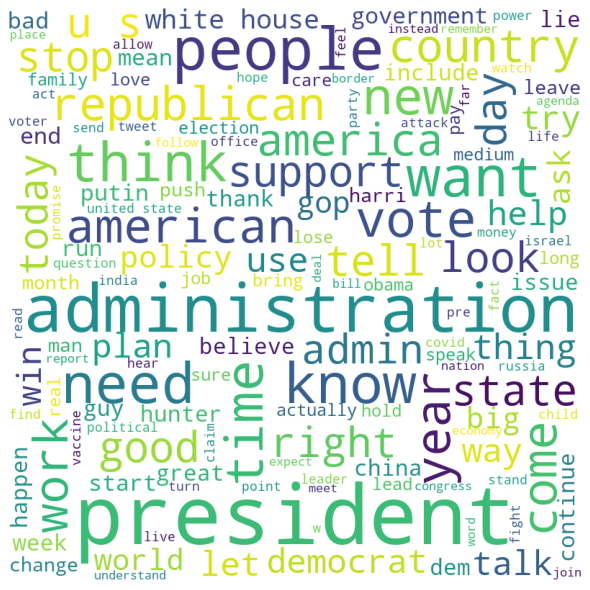 bad u s white house government power lie
place stop mean people instead remember country
allow feel
family love care border include watch leave
act hope new day agenda
voter send tweet election party attack pay far try
republican
end follow office america medium life
today promise putin push thank support want ask
united state gop harri
american lose vote help
run policy use tell look long
question deal money israel
month job bring obama issue
india lot fact
administration
bill pre
read man plan believe admin covid thing
win report hear speak nation russia
need sure know year state
find real guy hunter actually hold big child
vaccine political claim economy
work good time right way come
happen start great expect china lead congress stand continue
turn point leader meet
president
week w word fight
world live let democrat dem talk
change understand join